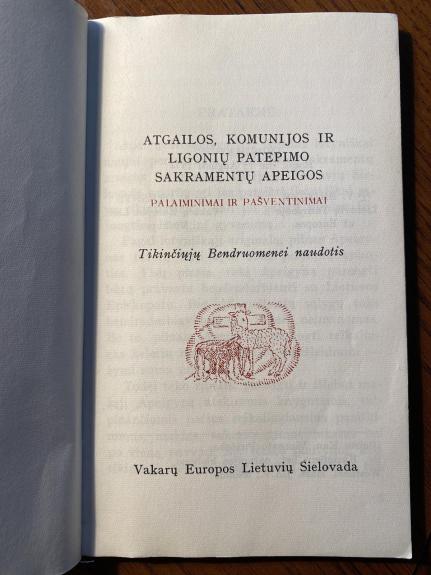 ATGAILOS, KOMUNIJOS IR
LIGONIŲ PATEPIMO
SAKRAMENTŲ APEIGOS
PALAIMINIMAI IR PAŠVENTINIMAI
Tikinčiųjų Bendruomenei naudotis
Vakarų Europos Lietuvių Sielovada